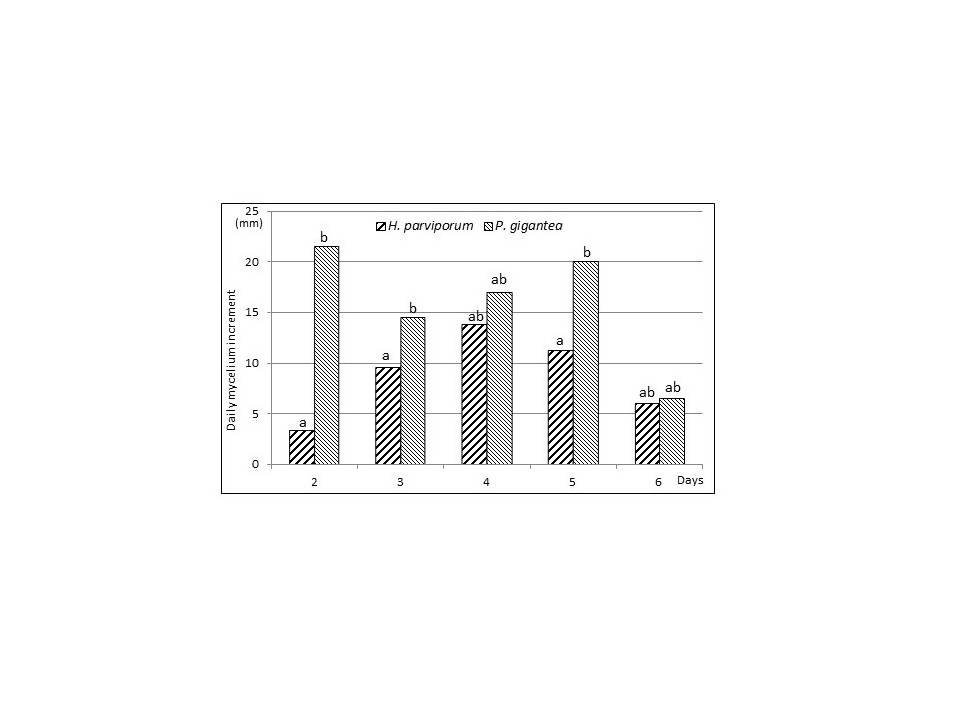 25
(mm)
H. parviporum
P. gigantea
b
b
ab
20
b
15
ab
a
a
10
ab
ab
5
a
0
2
3
4
5
6
Days
Daily mycelium increment